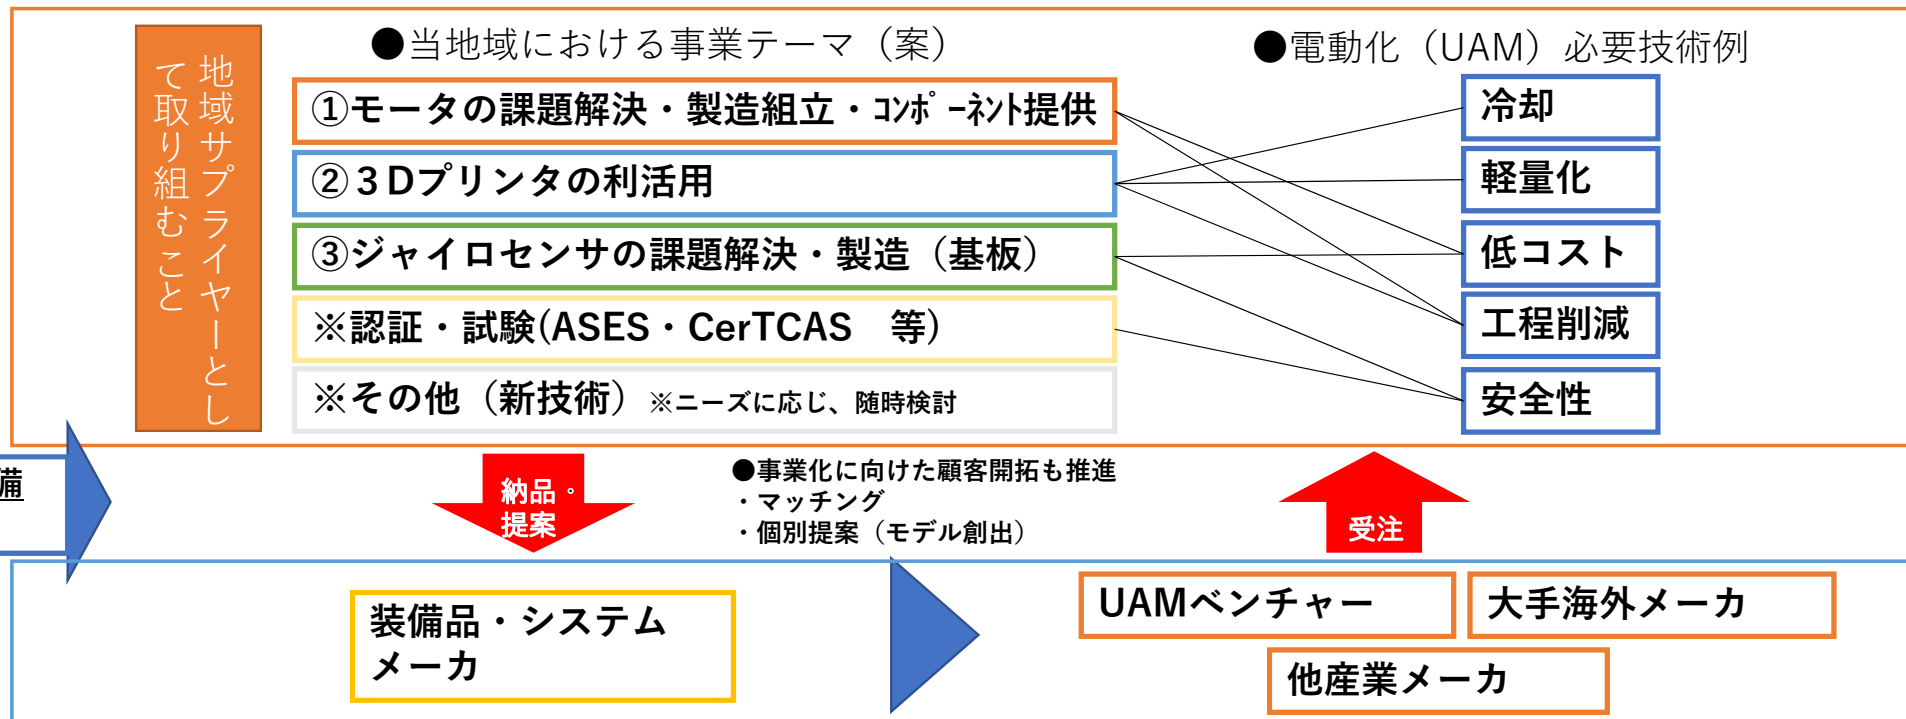 地域サプライヤーとし
て取り組むこと
●当地域における事業テーマ（案）
①モータの課題解決・製造組立・ｺﾝﾎﾟｰﾈﾝﾄ提供
②３Dプリンタの利活用
③ジャイロセンサの課題解決・製造（基板）
※認証・試験(ASES・CerTCAS　等)
※その他（新技術）※ニーズに応じ、随時検討
●電動化（UAM）必要技術例
冷却
軽量化
低コスト
工程削減
安全性
備
納品・
提案
●事業化に向けた顧客開拓も推進
・マッチング
・個別提案（モデル創出）
受注
装備品・システム
メーカ
UAMベンチャー
大手海外メーカ
他産業メーカ